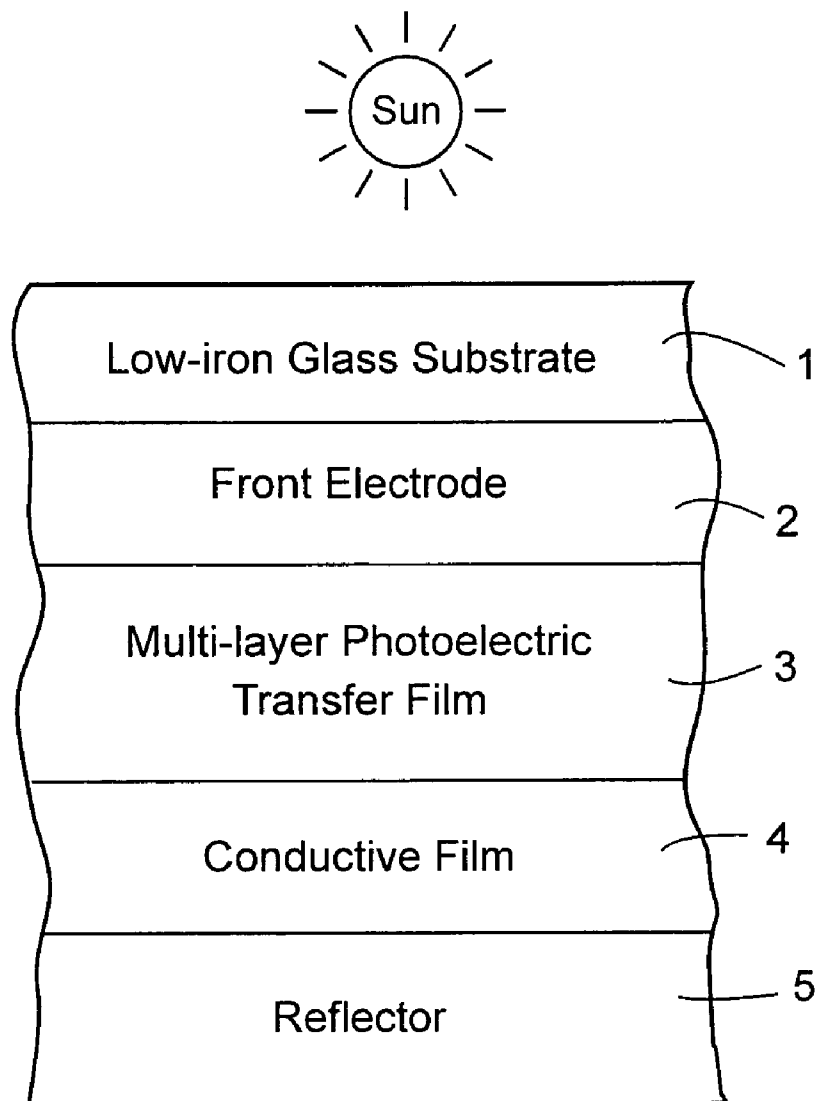 Sun
Low-iron Glass Substrate
1
Front Electrode
2
Multi-layer Photoelectric
Transfer Film
3
Conductive Film
4
Reflector
5